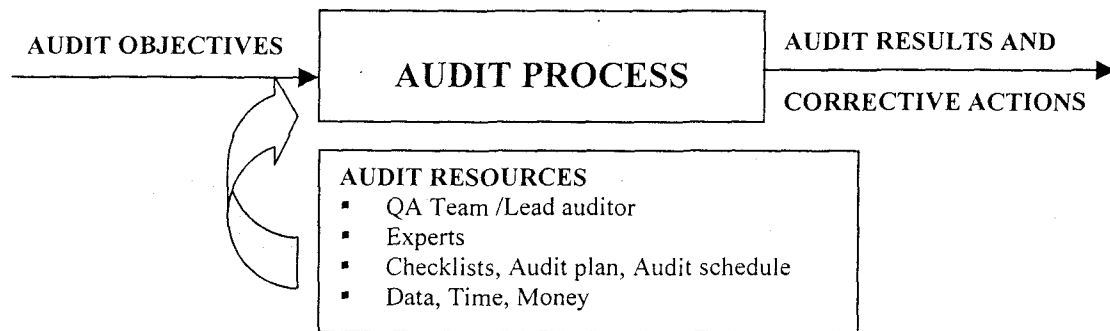 AUDIT OBJECTIVES
AUDIT PROCESS
AUDIT RESULTS AND
CORRECTIVE ACTIONS
AUDIT RESOURCES
▪ QA Team /Lead auditor
▪ Experts
▪ Checklists, Audit plan, Audit schedule
▪ Data, Time, Money